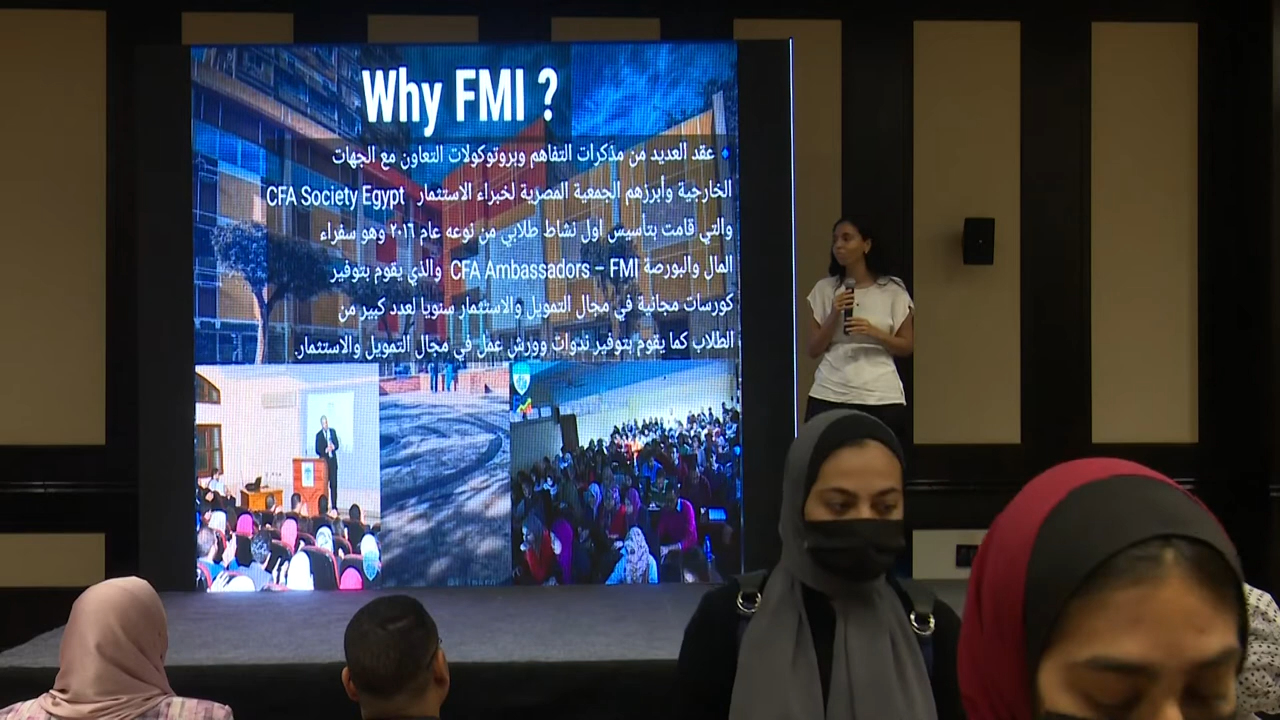 Why FMI ?
عقد العديد من مذكرات التفاهم وبروتوكولات التعاون مع الجهات
الخارجية وأبرزهم الجمعية المصرية لخبراء الاستثمار CFA Society Egypt
والتي قامت بتأسيس اول نشاط طلابي من نوعه عام ٢٠١٦ وهو سفراء
المال والبورصة CFA Ambassadors – FMI والذي يقوم بتوفير
كورسات مجانية في مجال التمويل والاستثمار سنويا لعدد كبير من
الطلاب كما يقوم بتوفير ندوات وورش عمل في مجال التمويل والاستثمار.